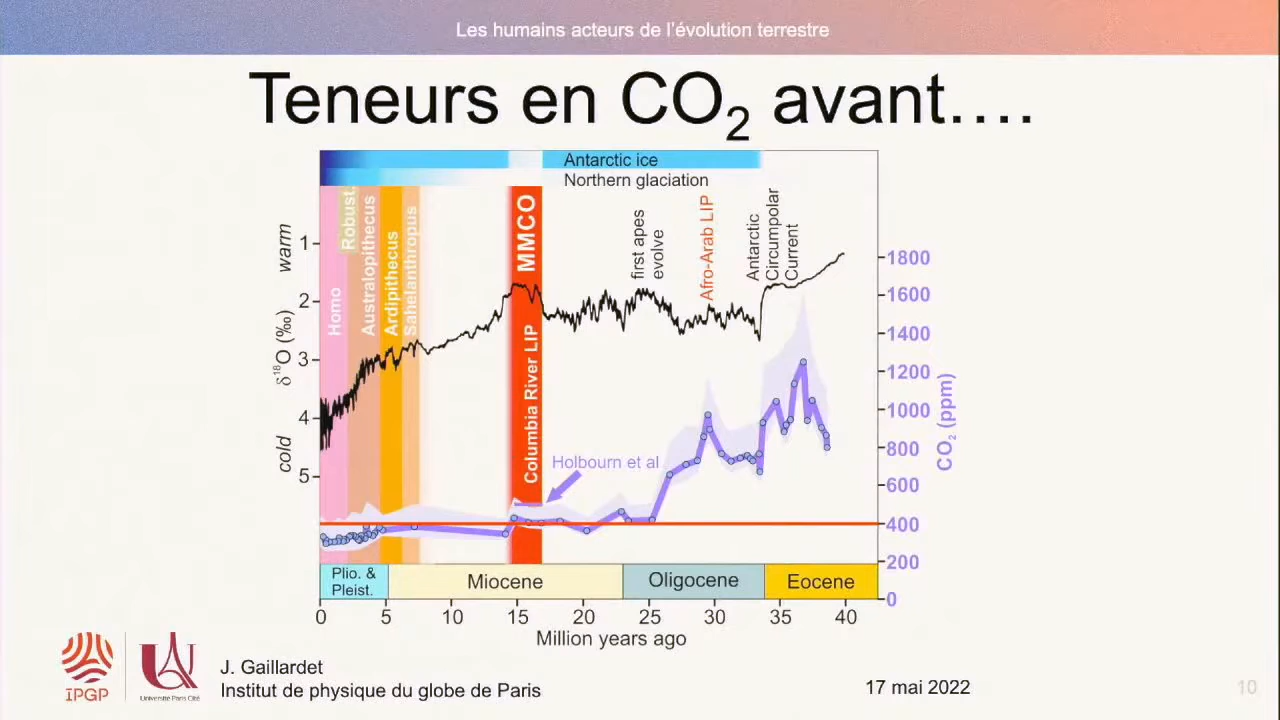 Les humains acteurs de l'évolution terrestre
Teneurs en CO2 avant….
Antarctic ice
Northern glaciation
warm
cold
δ18O (‰)
1
2
3
4
5
Homo
Robust.
Australopithecus
Ardipithecus
Sahelanthropus
MMCO
Columbia River LIP
first apes
evolve
Afro-Arab LIP
Antarctic
Circumpolar
Current
Holbourn et al
1800
1600
1400
1200
1000
800
600
400
200
0
CO2 (ppm)
Plio. &
Pleist.
Miocene
Oligocene
Eocene
0 5 10 15 20 25 30 35 40
Million years ago
IPGP
Université Paris Cité
J. Gaillardet
Institut de physique du globe de Paris
17 mai 2022
10